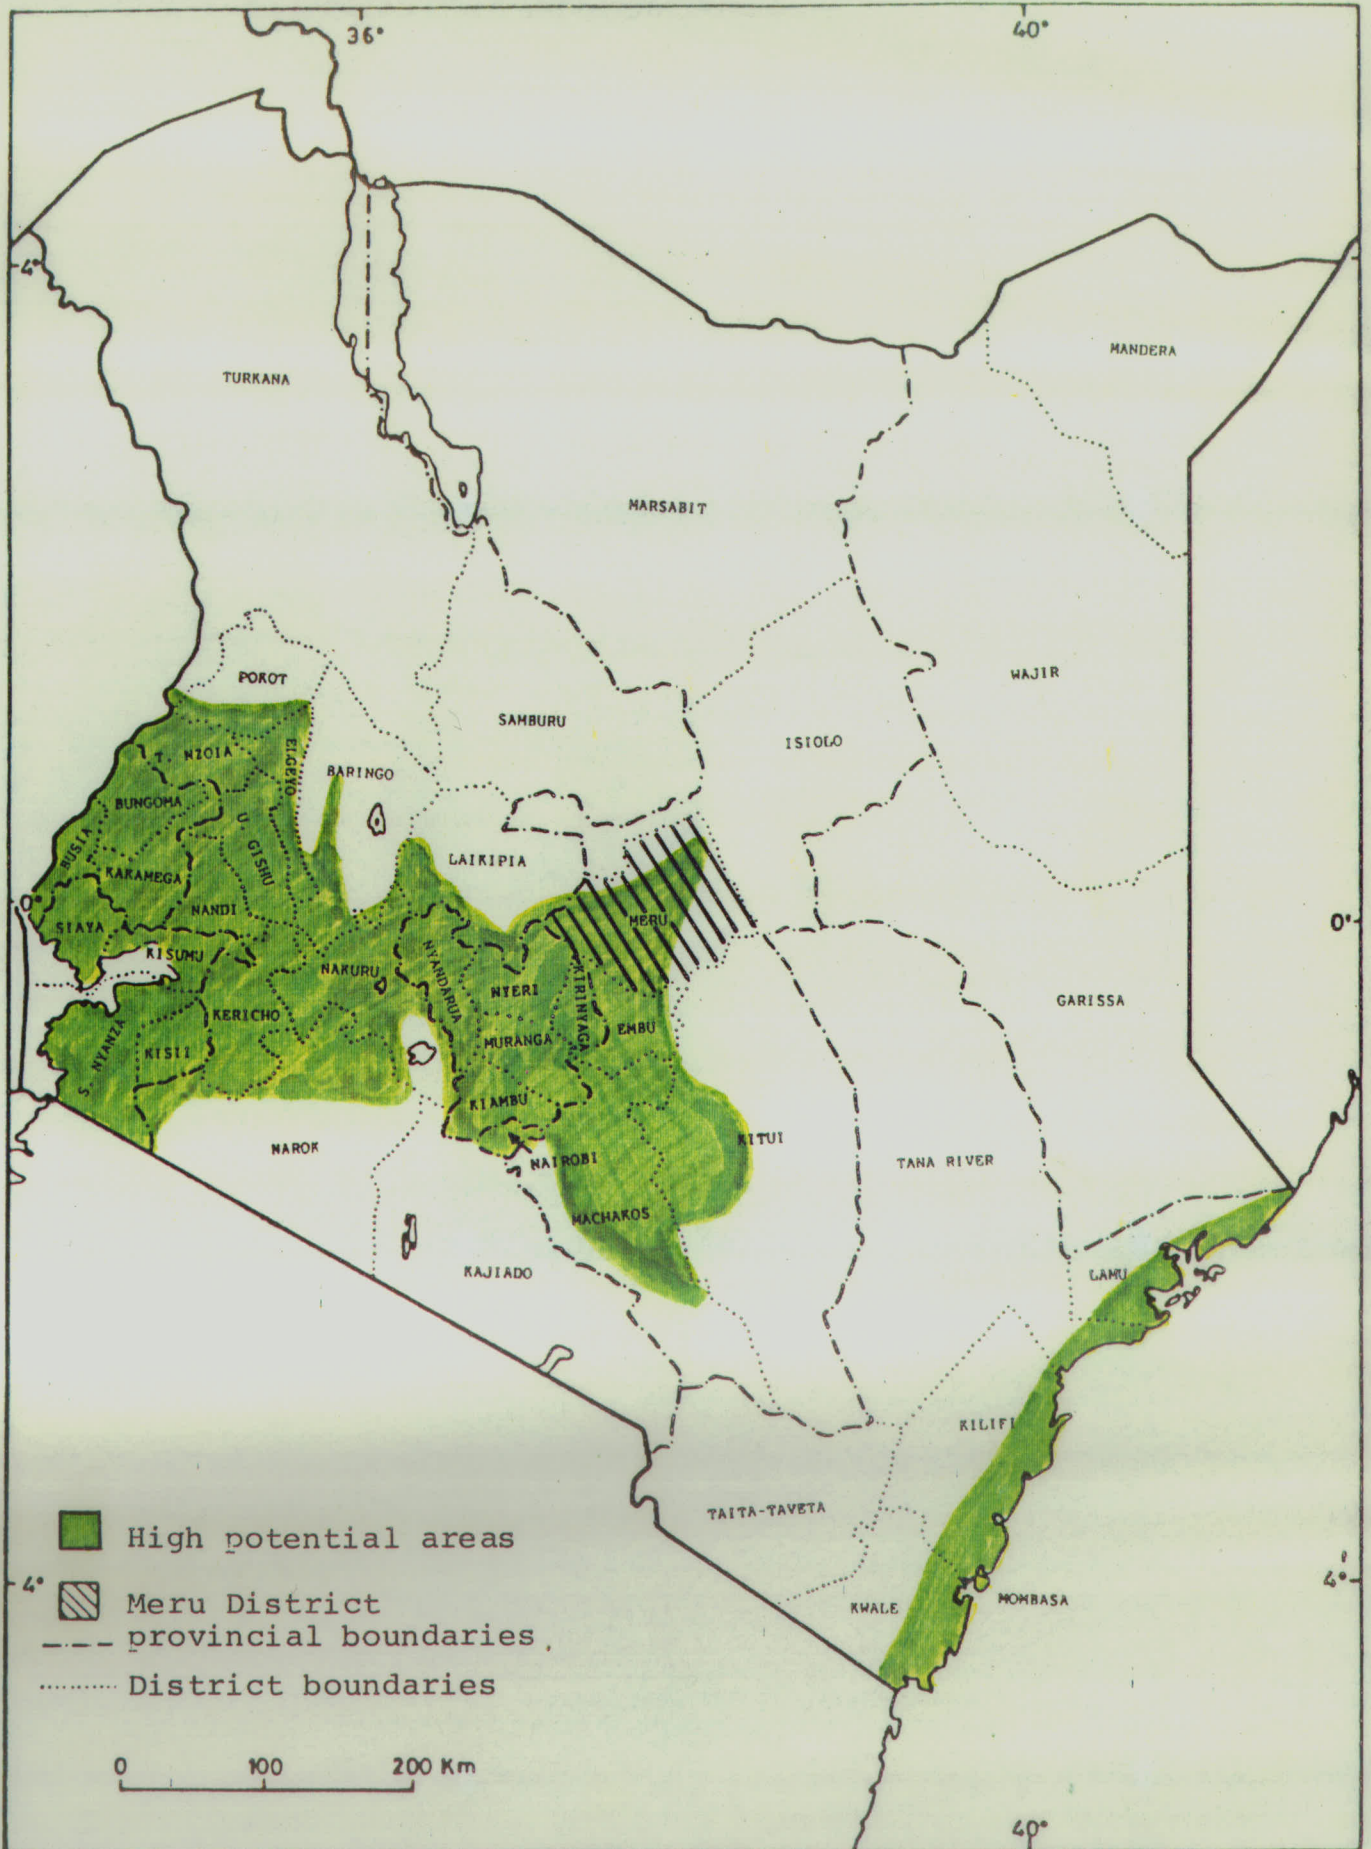 36°
40°
4°
MANDERA
TURKANA
MARSABIT
WAJIR
POKOT
SAMBURU
ISIOLO
T. NZOIA
ELGEYO
BARINGO
BUNGOMA
U. GISHU
LAIKIPIA
BUSIA
KAKAMEGA
0°
NANDI
0'
SIAYA
MERU
KISUMU
NAKURU
NYANDARUA
NYERI
KIRINYAGA
GARISSA
KERICHO
EMBU
S. NYANZA
KISII
MURANGA
KIAMBU
NAROK
NAIROBI
KITUI
TANA RIVER
MACHAKOS
KAJIADO
LAMU
KILIFI
TAITA-TAVETA
High potential areas
4°
4°
Meru District
KWALE
MOMBASA
provincial boundaries
District boundaries
0 100 200 Km
40°